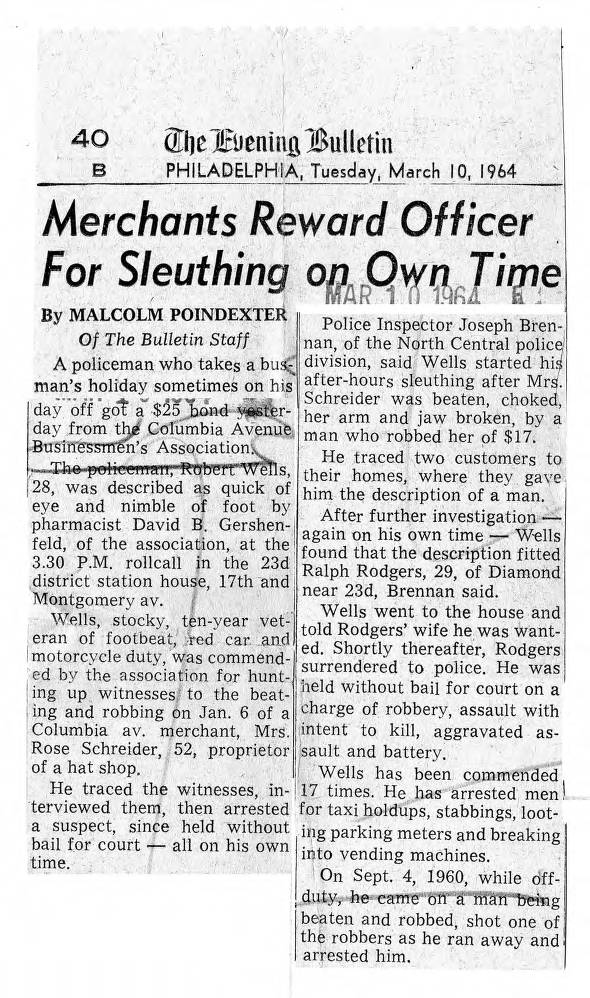 40
The Evening Bulletin
B
PHILADELPHIA, Tuesday, March 10, 1964
Merchants Reward Officer
For Sleuthing on Own Time
MAR 10 1964
By MALCOLM POINDEXTER
Of The Bulletin Staff
A policeman who takes a bus-
man's holiday sometimes on his
day off got a $25 bond yester-
day from the Columbia Avenue
Businessmen's Association.
The policeman, Robert Wells,
28, was described as quick of
eye and nimble of foot by
pharmacist David B. Gershen-
feld, of the association, at the
3.30 P.M. rollcall in the 23d
district station house, 17th and
Montgomery av.
Wells, stocky, ten-year vet-
eran of footbeat, red car and
motorcycle duty, was commend-
ed by the association for hunt-
ing up witnesses to the beat-
ing and robbing on Jan. 6 of a
Columbia av. merchant, Mrs.
Rose Schreider, 52, proprietor
of a hat shop.
He traced the witnesses, in-
terviewed them, then arrested
a suspect, since held without
bail for court — all on his own
time.
Police Inspector Joseph Bren-
nan, of the North Central police
division, said Wells started his
after-hours sleuthing after Mrs.
Schreider was beaten, choked,
her arm and jaw broken, by a
man who robbed her of $17.
He traced two customers to
their homes, where they gave
him the description of a man.
After further investigation —
again on his own time — Wells
found that the description fitted
Ralph Rodgers, 29, of Diamond
near 23d, Brennan said.
Wells went to the house and
told Rodgers' wife he was want-
ed. Shortly thereafter, Rodgers
surrendered to police. He was
held without bail for court on a
charge of robbery, assault with
intent to kill, aggravated as-
sault and battery.
Wells has been commended
17 times. He has arrested men
for taxi holdups, stabbings, loot-
ing parking meters and breaking
into vending machines.
On Sept. 4, 1960, while off-
duty, he came on a man being
beaten and robbed, shot one of
the robbers as he ran away and
arrested him.